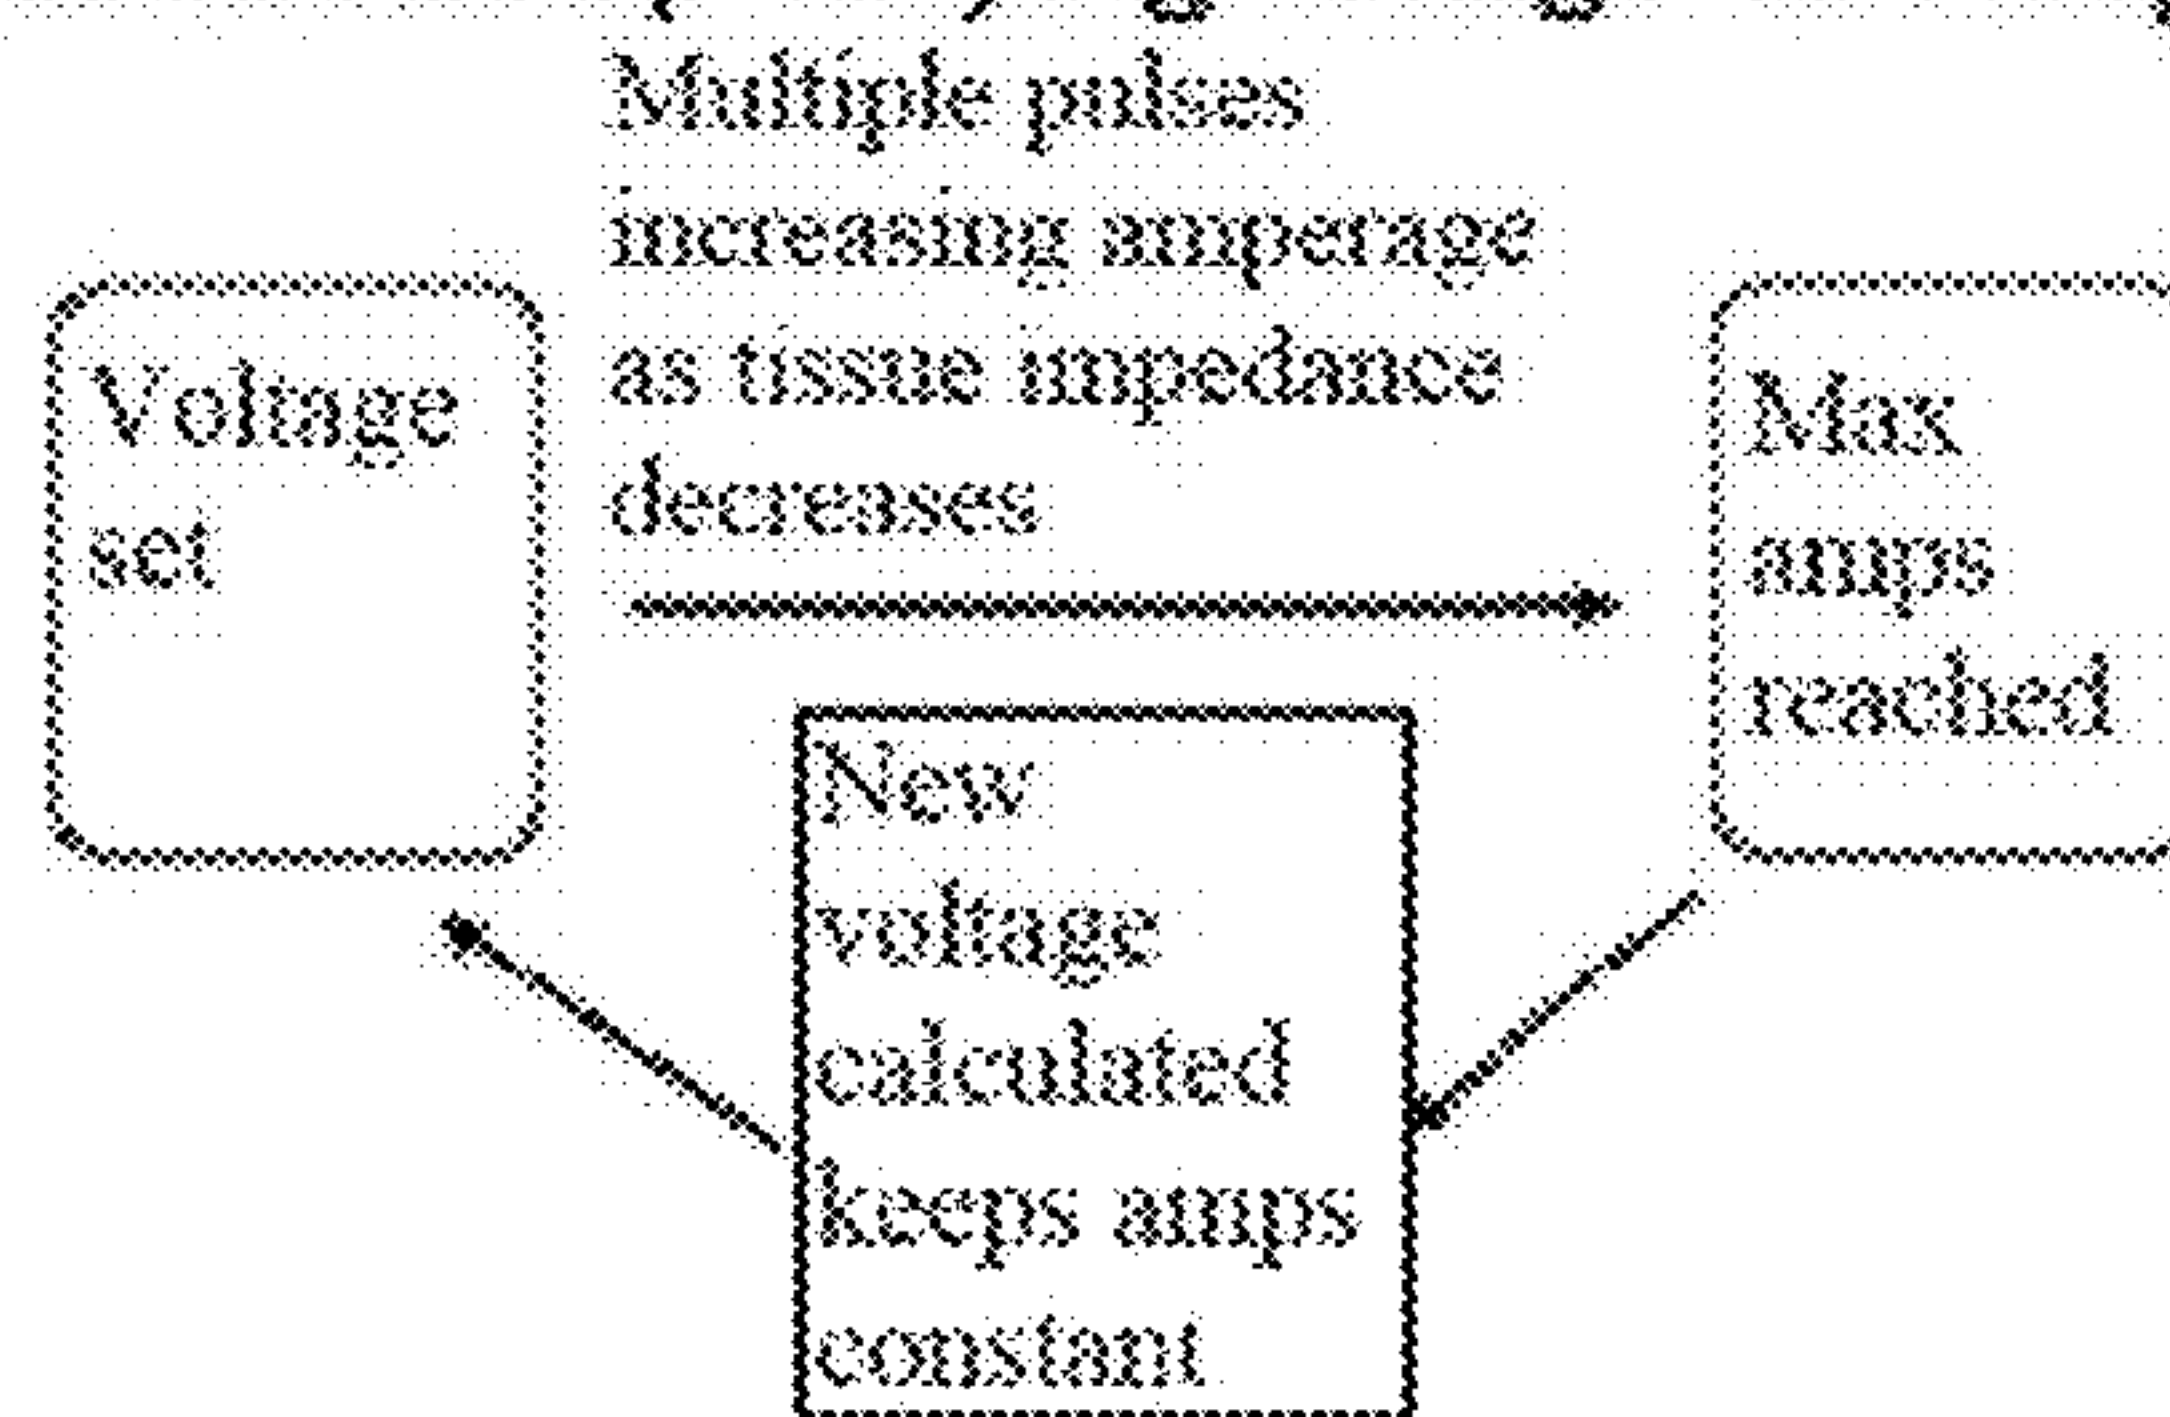 Multiple pulses
increasing amperage
as tissue impedance
decreases
Voltage
set
Max
amps
reached
New
voltage
calculated
keeps amps
constant